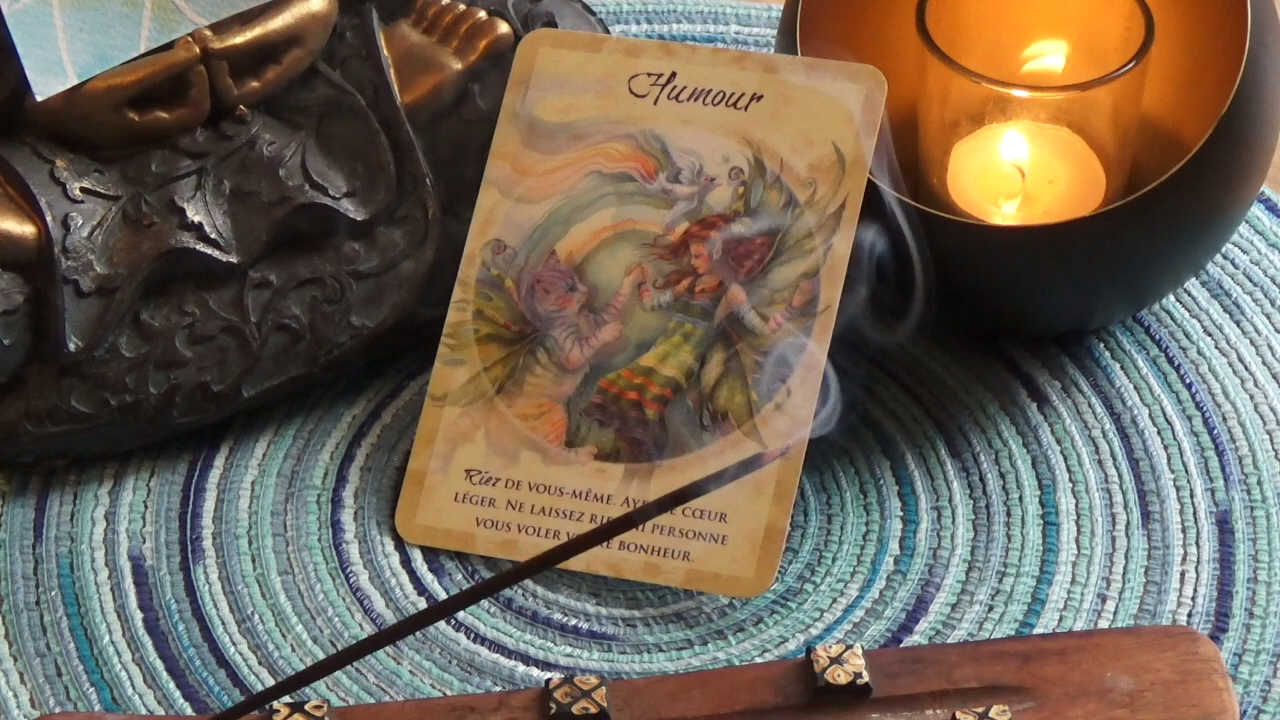 Humour
Riez DE VOUS-MÊME. CŒUR
LÉGER. NE LAISSEZ PERSONNE
VOUS VOLER BONHEUR.